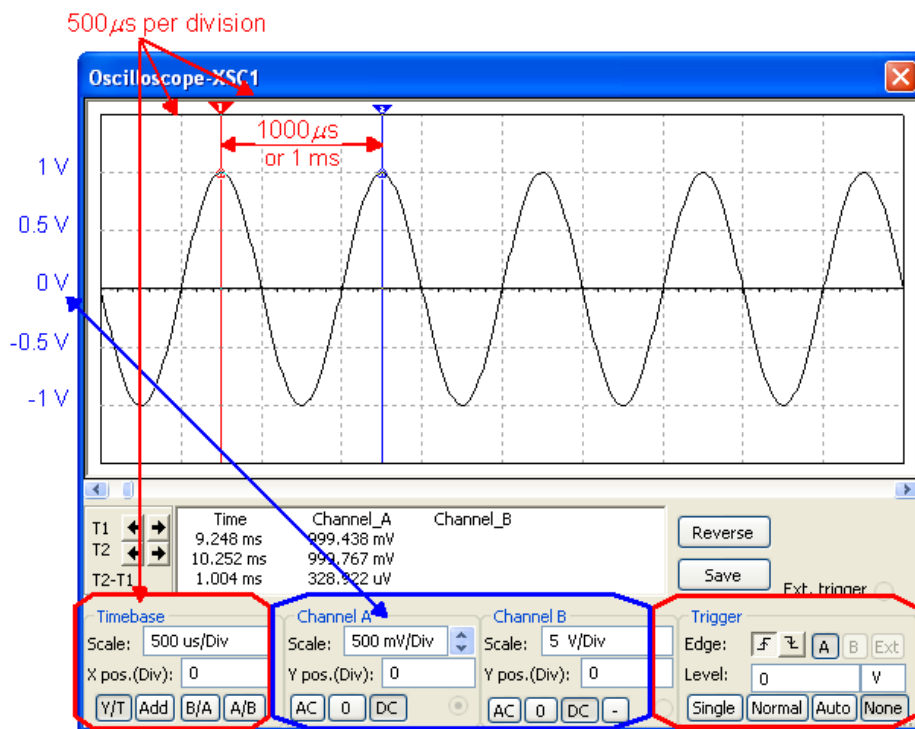 500µs per division
Oscilloscope-XSC1
1 2
1000µs
or 1 ms
1 V
0.5 V
0 V
-0.5 V
-1 V
T1
T2
T2-T1
Time Channel_A Channel_B
9.248 ms 999.438 mV
10.252 ms 999.767 mV
1.004 ms 328.922 uV
Reverse
Save
Ext. trigger
Timebase
Scale: 500 us/Div
X pos.(Div): 0
Y/T Add B/A A/B
Channel A
Scale: 500 mV/Div
Y pos.(Div): 0
AC 0 DC
Channel B
Scale: 5 V/Div
Y pos.(Div): 0
AC 0 DC -
Trigger
Edge: A B Ext
Level: 0 V
Single Normal Auto None